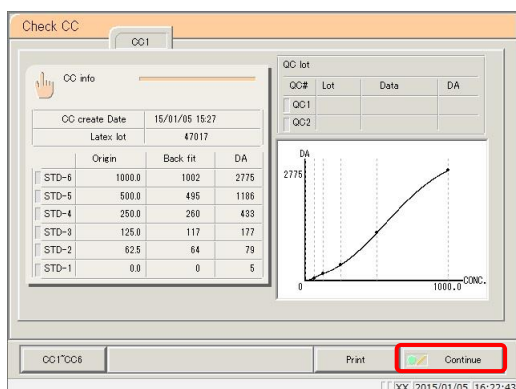 Check CC
CC1
CC info
CC create Date 15/01/05 15:27
Latex lot 47017
Origin Back fit DA
STD-6 1000.0 1002 2775
STD-5 500.0 495 1186
STD-4 250.0 260 433
STD-3 125.0 117 177
STD-2 62.5 64 79
STD-1 0.0 0 5
QC lot
QC# Lot Data DA
QC1
QC2
DA
2775
0 1000.0 CONC.
CC1~CC6 Print Continue
XX 2015/01/05 16:22:43